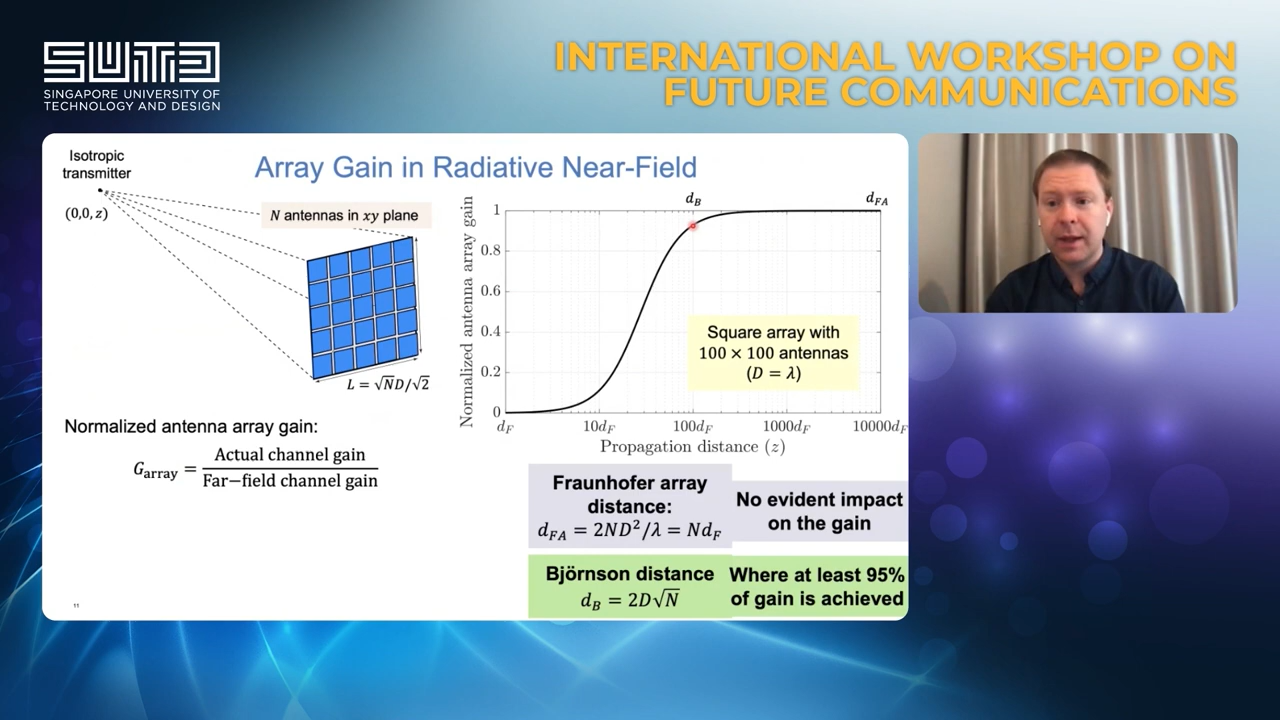 SUTD
SINGAPORE UNIVERSITY OF
TECHNOLOGY AND DESIGN
INTERNATIONAL WORKSHOP ON
FUTURE COMMUNICATIONS
Isotropic
transmitter
(0,0,z)
Array Gain in Radiative Near-Field
N antennas in xy plane
L = √ND/√2
Normalized antenna array gain:
G_array = Actual channel gain / Far−field channel gain
d_B
d_FA
Normalized antenna array gain
1
0.8
0.6
0.4
0.2
0
Square array with
100 × 100 antennas
(D = λ)
d_F 10d_F 100d_F 1000d_F 10000d_F
Propagation distance (z)
Fraunhofer array
distance:
d_FA = 2ND²/λ = Nd_F
No evident impact
on the gain
Björnson distance
d_B = 2D√N
Where at least 95%
of gain is achieved
11